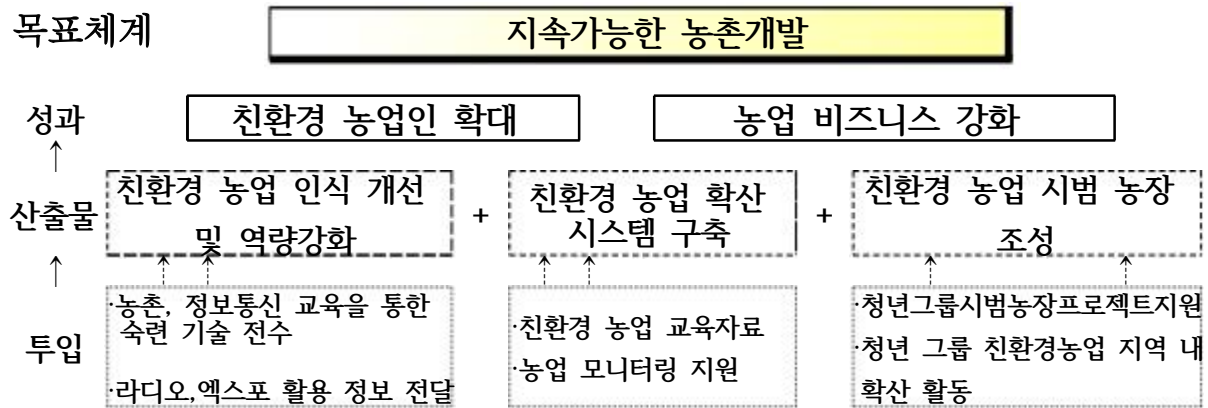 목표체계
지속가능한 농촌개발
성과
친환경 농업인 확대
농업 비즈니스 강화
↑
산출물
친환경 농업 인식 개선
및 역량강화
+
친환경 농업 확산
시스템 구축
+
친환경 농업 시범 농장
조성
↑
투입
·농촌, 정보통신 교육을 통한
숙련 기술 전수
·라디오,엑스포 활용 정보 전달
·친환경 농업 교육자료
·농업 모니터링 지원
·청년그룹시범농장프로젝트지원
·청년 그룹 친환경농업 지역 내
확산 활동